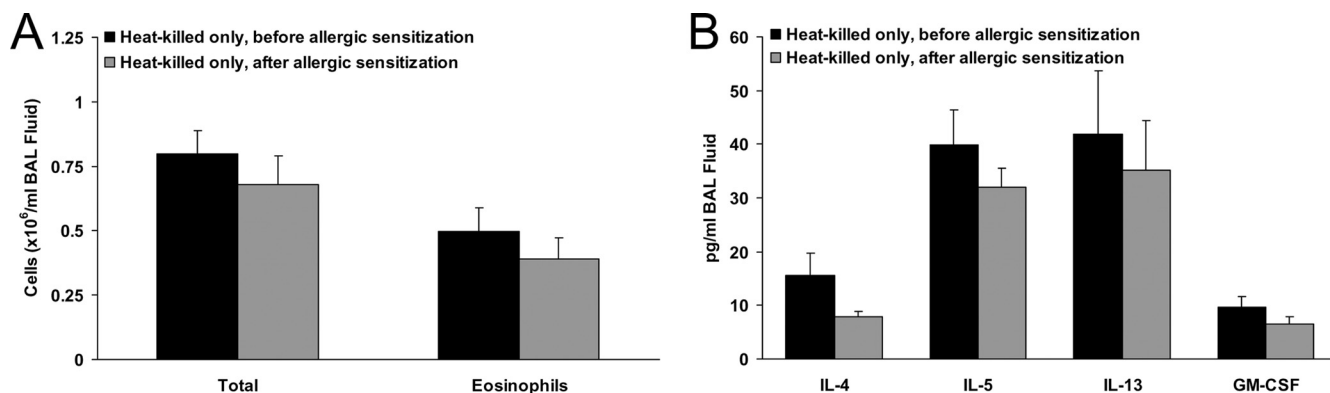 A
Heat-killed only, before allergic sensitization
Heat-killed only, after allergic sensitization
Cells (x10⁶/ml BAL Fluid)
1.25
1
0.75
0.5
0.25
0
Total Eosinophils
B
Heat-killed only, before allergic sensitization
Heat-killed only, after allergic sensitization
pg/ml BAL Fluid
60
50
40
30
20
10
0
IL-4 IL-5 IL-13 GM-CSF